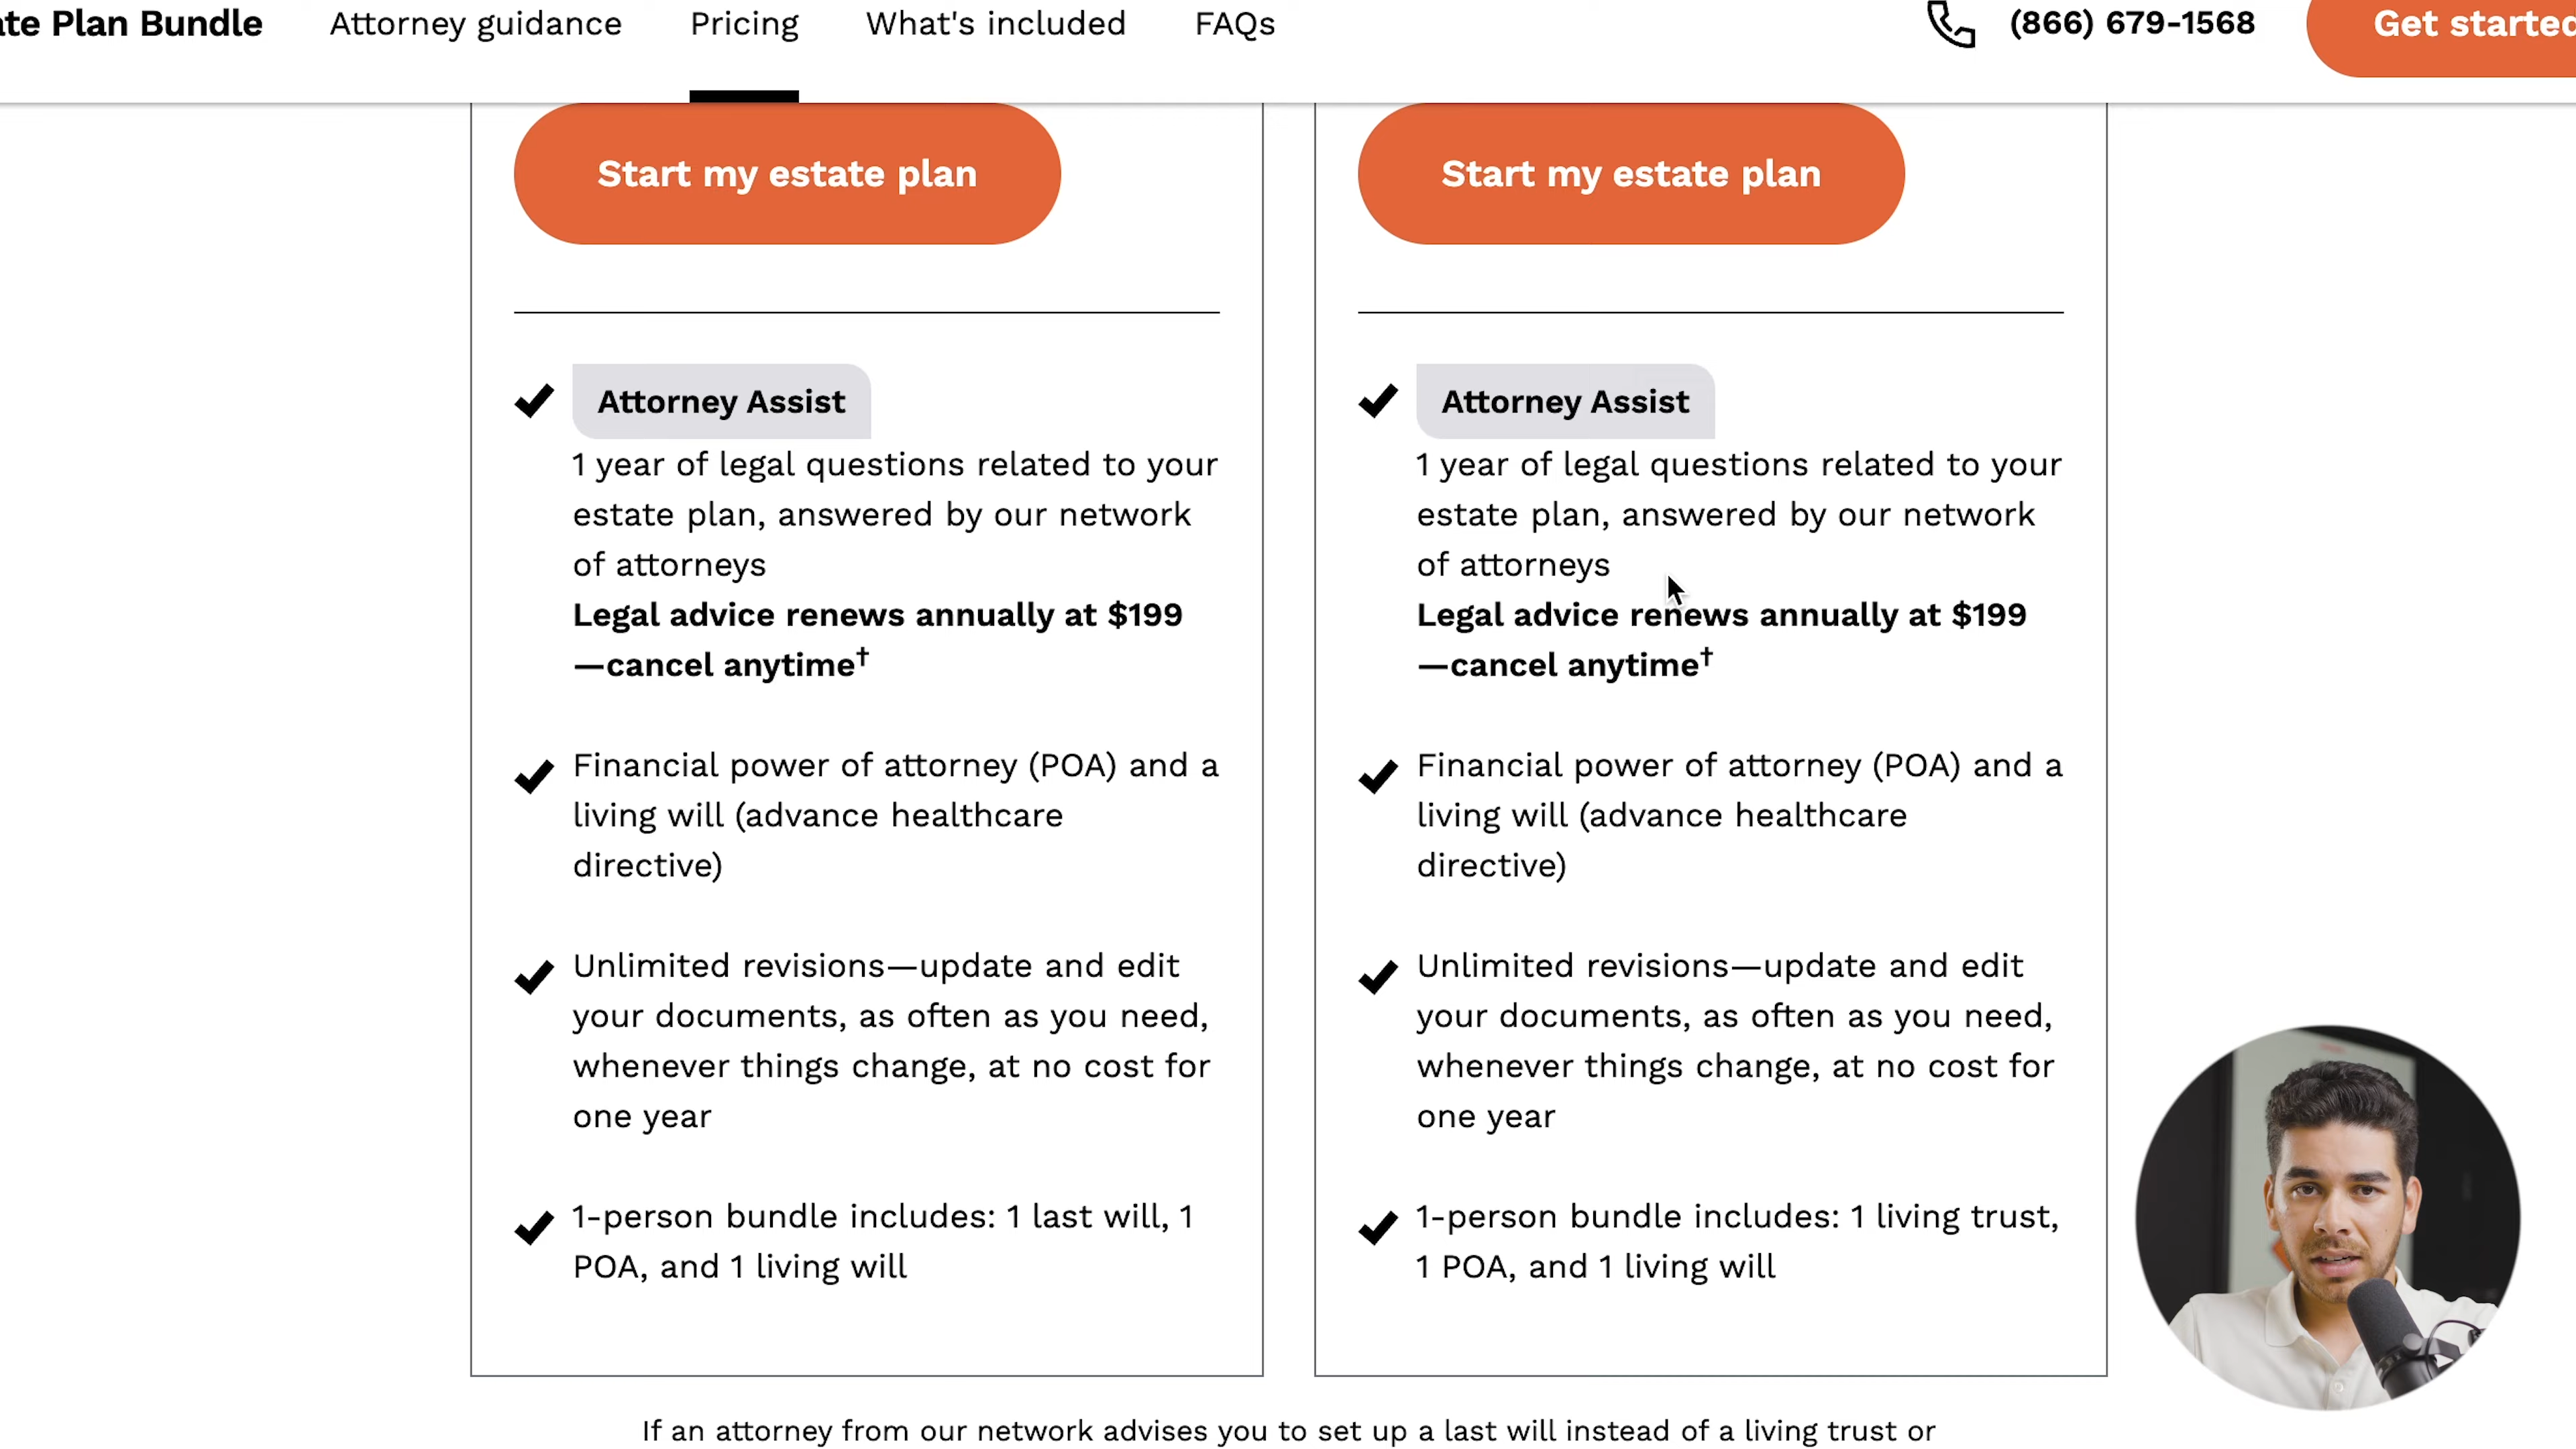 Plan Bundle
Attorney guidance
Pricing
What's included
FAQs
(866) 679-1568
Get started
Start my estate plan
Attorney Assist
1 year of legal questions related to your
estate plan, answered by our network
of attorneys
Legal advice renews annually at $199
—cancel anytime†
Financial power of attorney (POA) and a
living will (advance healthcare
directive)
Unlimited revisions—update and edit
your documents, as often as you need,
whenever things change, at no cost for
one year
1-person bundle includes: 1 last will, 1
POA, and 1 living will
Start my estate plan
Attorney Assist
1 year of legal questions related to your
estate plan, answered by our network
of attorneys
Legal advice renews annually at $199
—cancel anytime†
Financial power of attorney (POA) and a
living will (advance healthcare
directive)
Unlimited revisions—update and edit
your documents, as often as you need,
whenever things change, at no cost for
one year
1-person bundle includes: 1 living trust,
1 POA, and 1 living will
If an attorney from our network advises you to set up a last will instead of a living trust or